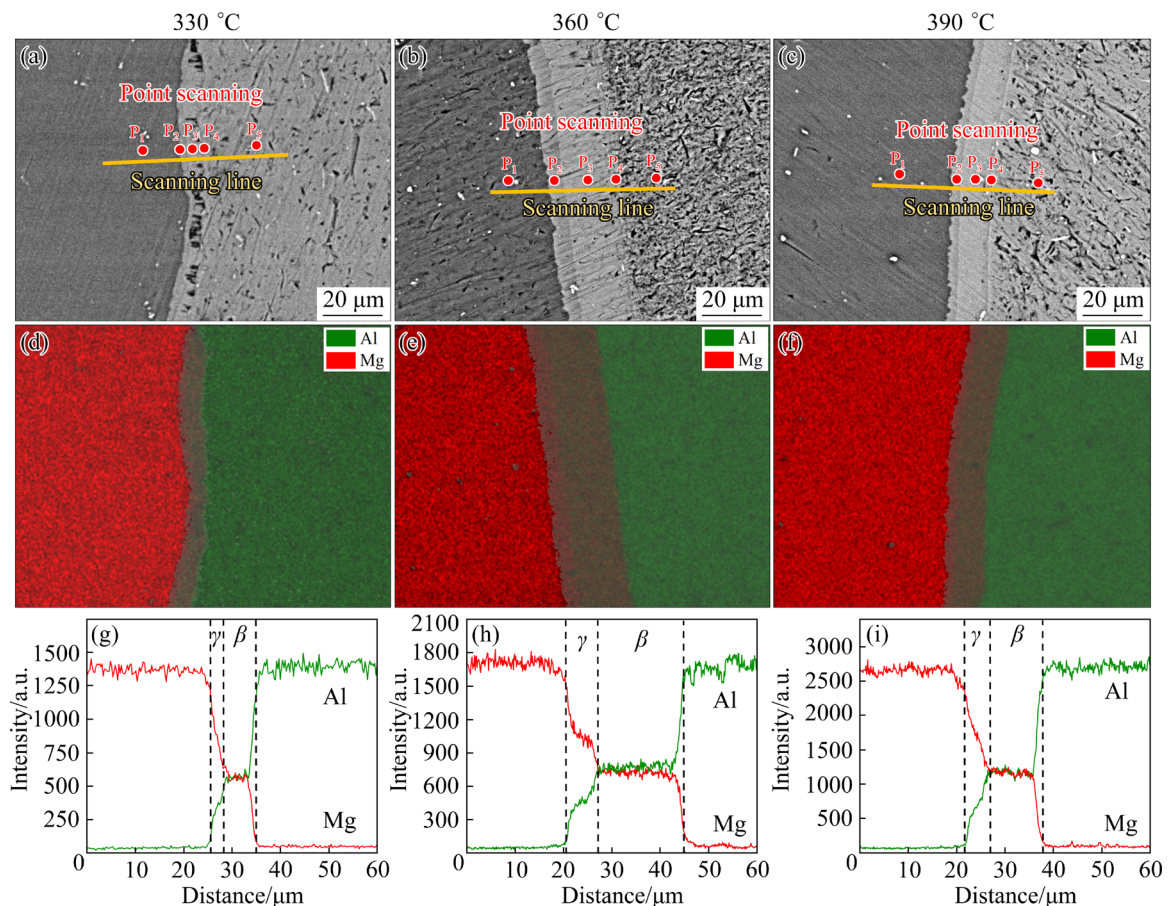 330 ˚C
360 ˚C
390 ˚C
(a)
Point scanning
P1
P2
P3
P4
P5
Scanning line
20 μm
(b)
Point scanning
P1
P2
P3
P4
P5
Scanning line
20 μm
(c)
Point scanning
P1
P2
P3
P4
P5
Scanning line
20 μm
(d)
Al
Mg
(e)
Al
Mg
(f)
Al
Mg
(g)
γ
β
Al
Mg
Intensity/a.u.
1500
1250
1000
750
500
250
0
10
20
30
40
50
60
Distance/μm
(h)
γ
β
Al
Mg
Intensity/a.u.
2100
1800
1500
1200
900
600
300
0
10
20
30
40
50
60
Distance/μm
(i)
γ
β
Al
Mg
Intensity/a.u.
3000
2500
2000
1500
1000
500
0
10
20
30
40
50
60
Distance/μm